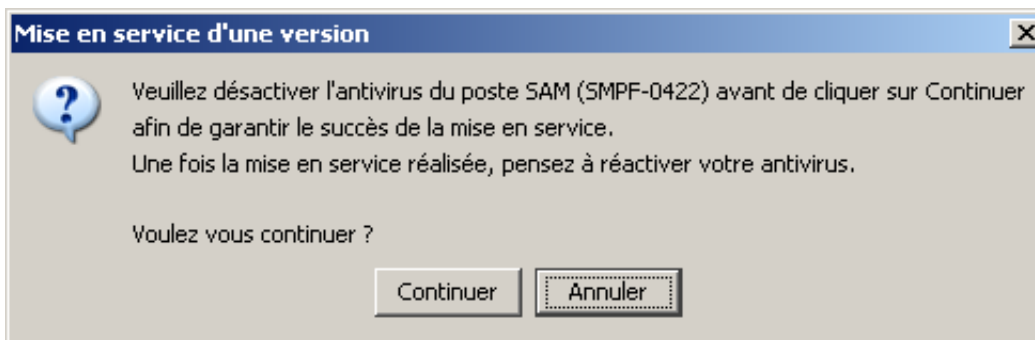 Mise en service d'une version
Veuillez désactiver l'antivirus du poste SAM (SMPF-0422) avant de cliquer sur Continuer
afin de garantir le succès de la mise en service.
Une fois la mise en service réalisée, pensez à réactiver votre antivirus.
Voulez vous continuer ?
Continuer
Annuler